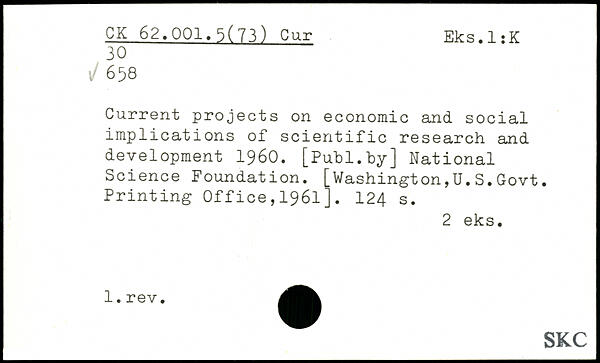 CK 62.001.5(73) Cur Eks.1:K
30
✓ 658
Current projects on economic and social
implications of scientific research and
development 1960. [Publ.by] National
Science Foundation. [Washington,U.S.Govt.
Printing Office,1961]. 124 s.
2 eks.
1.rev.
SKC